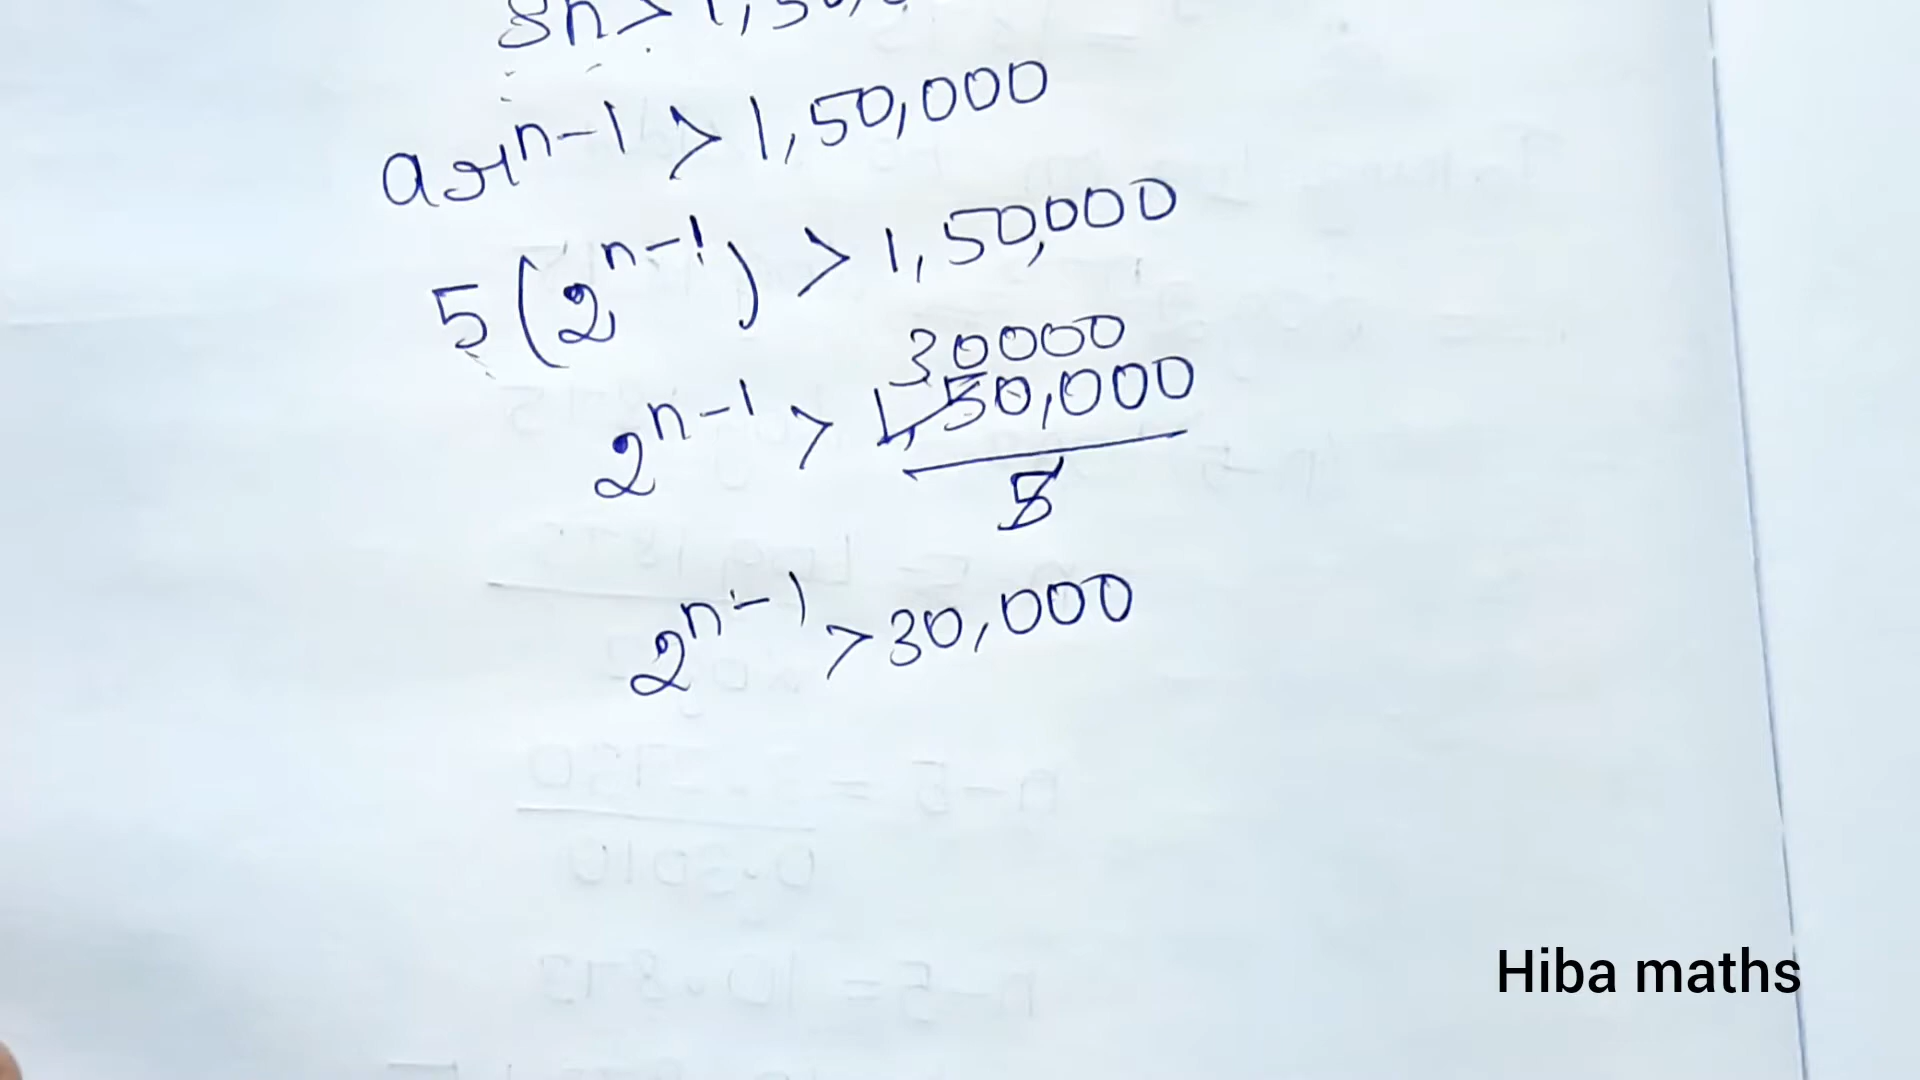 ar^n-1 > 1,50,000
5(2^n-1) > 1,50,000
30000
2^n-1 > 1,50,000
5
2^n-1 > 30,000
Hiba maths